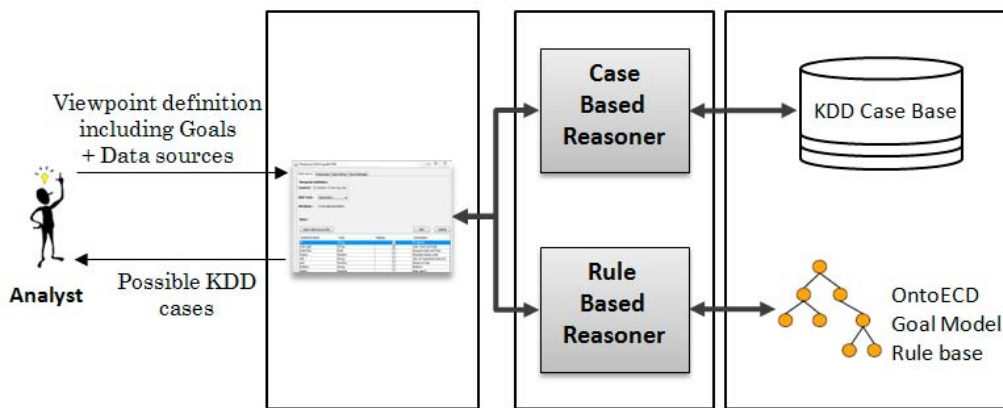 Viewpoint definition
including Goals
+ Data sources
Analyst
Possible KDD
cases
Case
Based
Reasoner
KDD Case Base
Rule
Based
Reasoner
OntoECD
Goal Model
Rule base